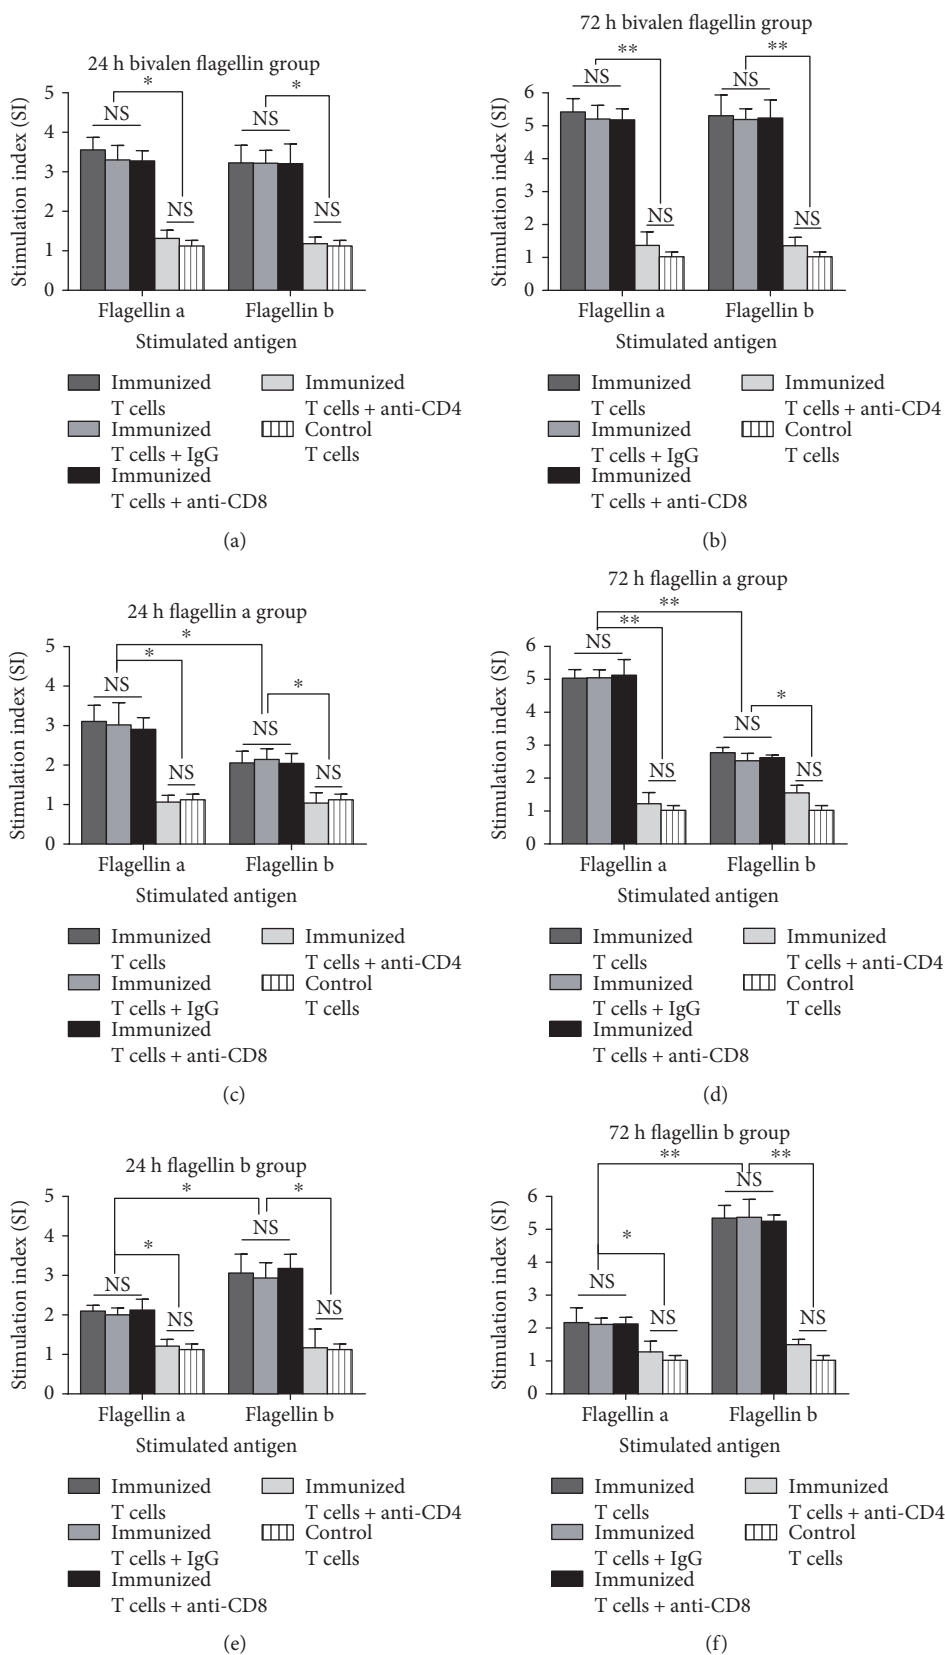 24 h bivalen flagellin group
Stimulation index (SI)
5
4
3
2
1
0
*
NS
NS
*
NS
NS
Flagellin a
Flagellin b
Stimulated antigen
Immunized
T cells
Immunized
T cells + IgG
Immunized
T cells + anti-CD8
Immunized
T cells + anti-CD4
Control
T cells
(a)
72 h bivalen flagellin group
Stimulation index (SI)
6
5
4
3
2
1
0
**
NS
NS
**
NS
NS
Flagellin a
Flagellin b
Stimulated antigen
Immunized
T cells
Immunized
T cells + IgG
Immunized
T cells + anti-CD8
Immunized
T cells + anti-CD4
Control
T cells
(b)
24 h flagellin a group
Stimulation index (SI)
5
4
3
2
1
0
*
*
NS
NS
*
NS
NS
Flagellin a
Flagellin b
Stimulated antigen
Immunized
T cells
Immunized
T cells + IgG
Immunized
T cells + anti-CD8
Immunized
T cells + anti-CD4
Control
T cells
(c)
72 h flagellin a group
Stimulation index (SI)
6
5
4
3
2
1
0
**
**
NS
NS
*
NS
NS
Flagellin a
Flagellin b
Stimulated antigen
Immunized
T cells
Immunized
T cells + IgG
Immunized
T cells + anti-CD8
Immunized
T cells + anti-CD4
Control
T cells
(d)
24 h flagellin b group
Stimulation index (SI)
5
4
3
2
1
0
*
*
*
NS
NS
NS
NS
Flagellin a
Flagellin b
Stimulated antigen
Immunized
T cells
Immunized
T cells + IgG
Immunized
T cells + anti-CD8
Immunized
T cells + anti-CD4
Control
T cells
(e)
72 h flagellin b group
Stimulation index (SI)
6
5
4
3
2
1
0
**
**
NS
*
NS
NS
NS
Flagellin a
Flagellin b
Stimulated antigen
Immunized
T cells
Immunized
T cells + IgG
Immunized
T cells + anti-CD8
Immunized
T cells + anti-CD4
Control
T cells
(f)